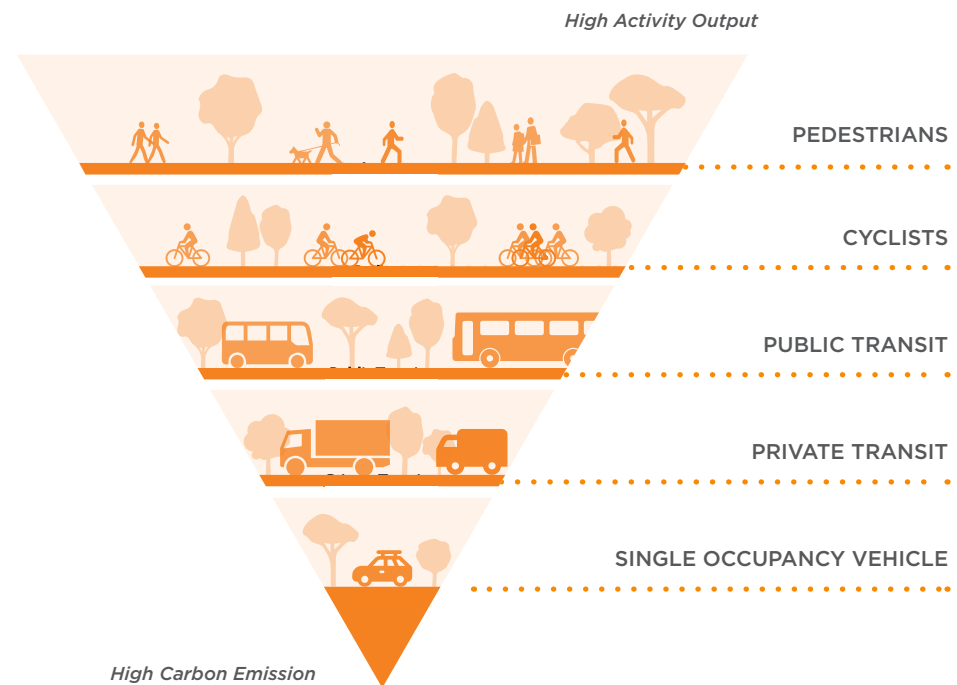 High Activity Output
PEDESTRIANS
CYCLISTS
PUBLIC TRANSIT
PRIVATE TRANSIT
SINGLE OCCUPANCY VEHICLE
High Carbon Emission